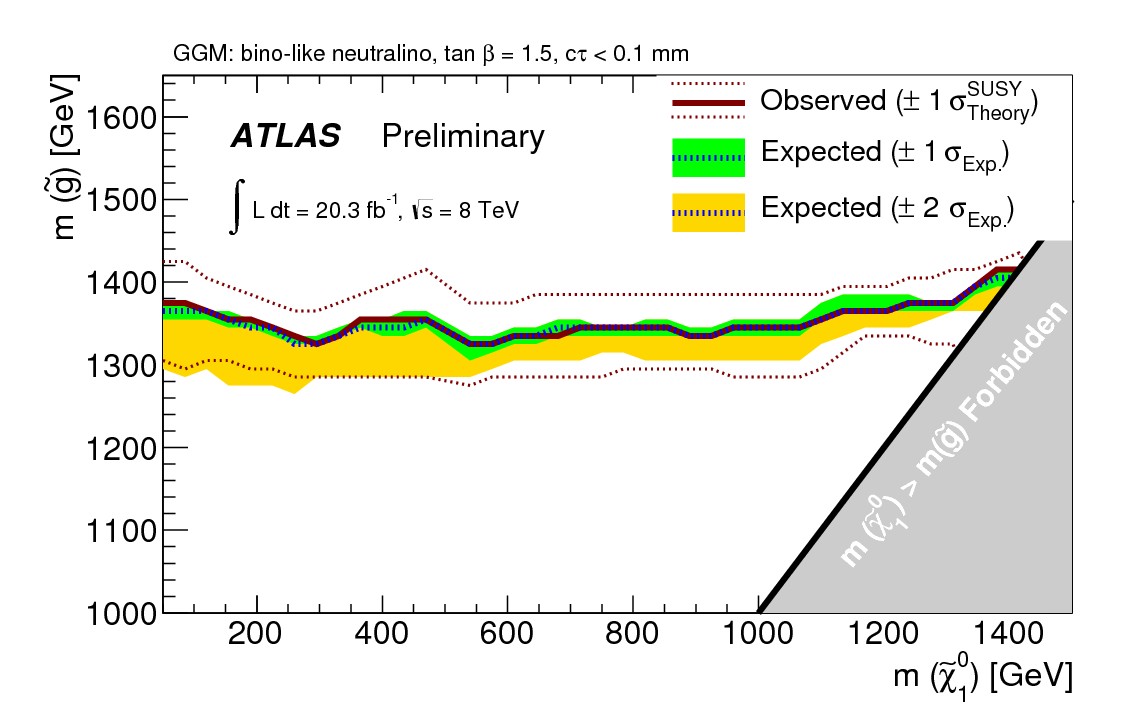 GGM: bino-like neutralino, tan β = 1.5, cτ < 0.1 mm
m (g̃) [GeV]
1600
1500
1400
1300
1200
1100
1000
ATLAS Preliminary
∫ L dt = 20.3 fb⁻¹, √s = 8 TeV
Observed (± 1 σ^SUSY_Theory)
Expected (± 1 σ_Exp.)
Expected (± 2 σ_Exp.)
m (χ̃₁⁰) > m(g̃) Forbidden
200 400 600 800 1000 1200 1400
m (χ̃₁⁰) [GeV]